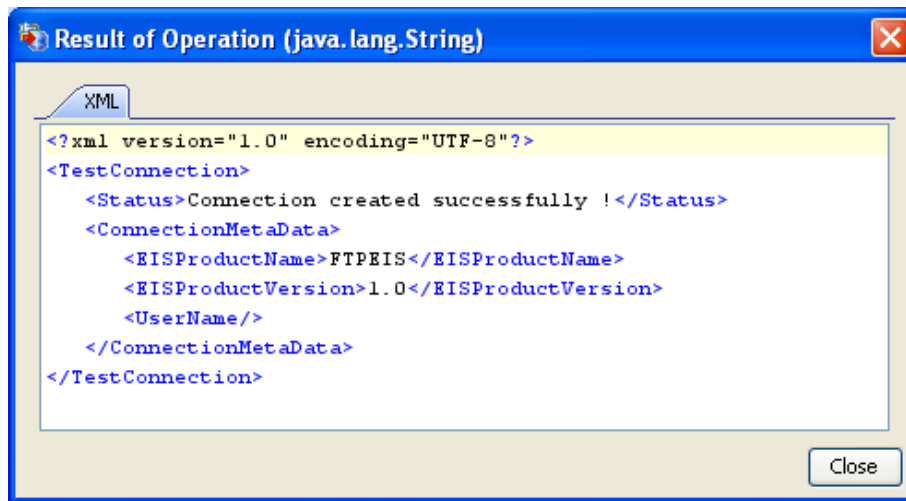 Result of Operation (java.lang.String)
XML
<?xml version="1.0" encoding="UTF-8"?>
<TestConnection>
<Status>Connection created successfully !</Status>
<ConnectionMetaData>
<EISProductName>FTPEIS</EISProductName>
<EISProductVersion>1.0</EISProductVersion>
<UserName/>
</ConnectionMetaData>
</TestConnection>
Close